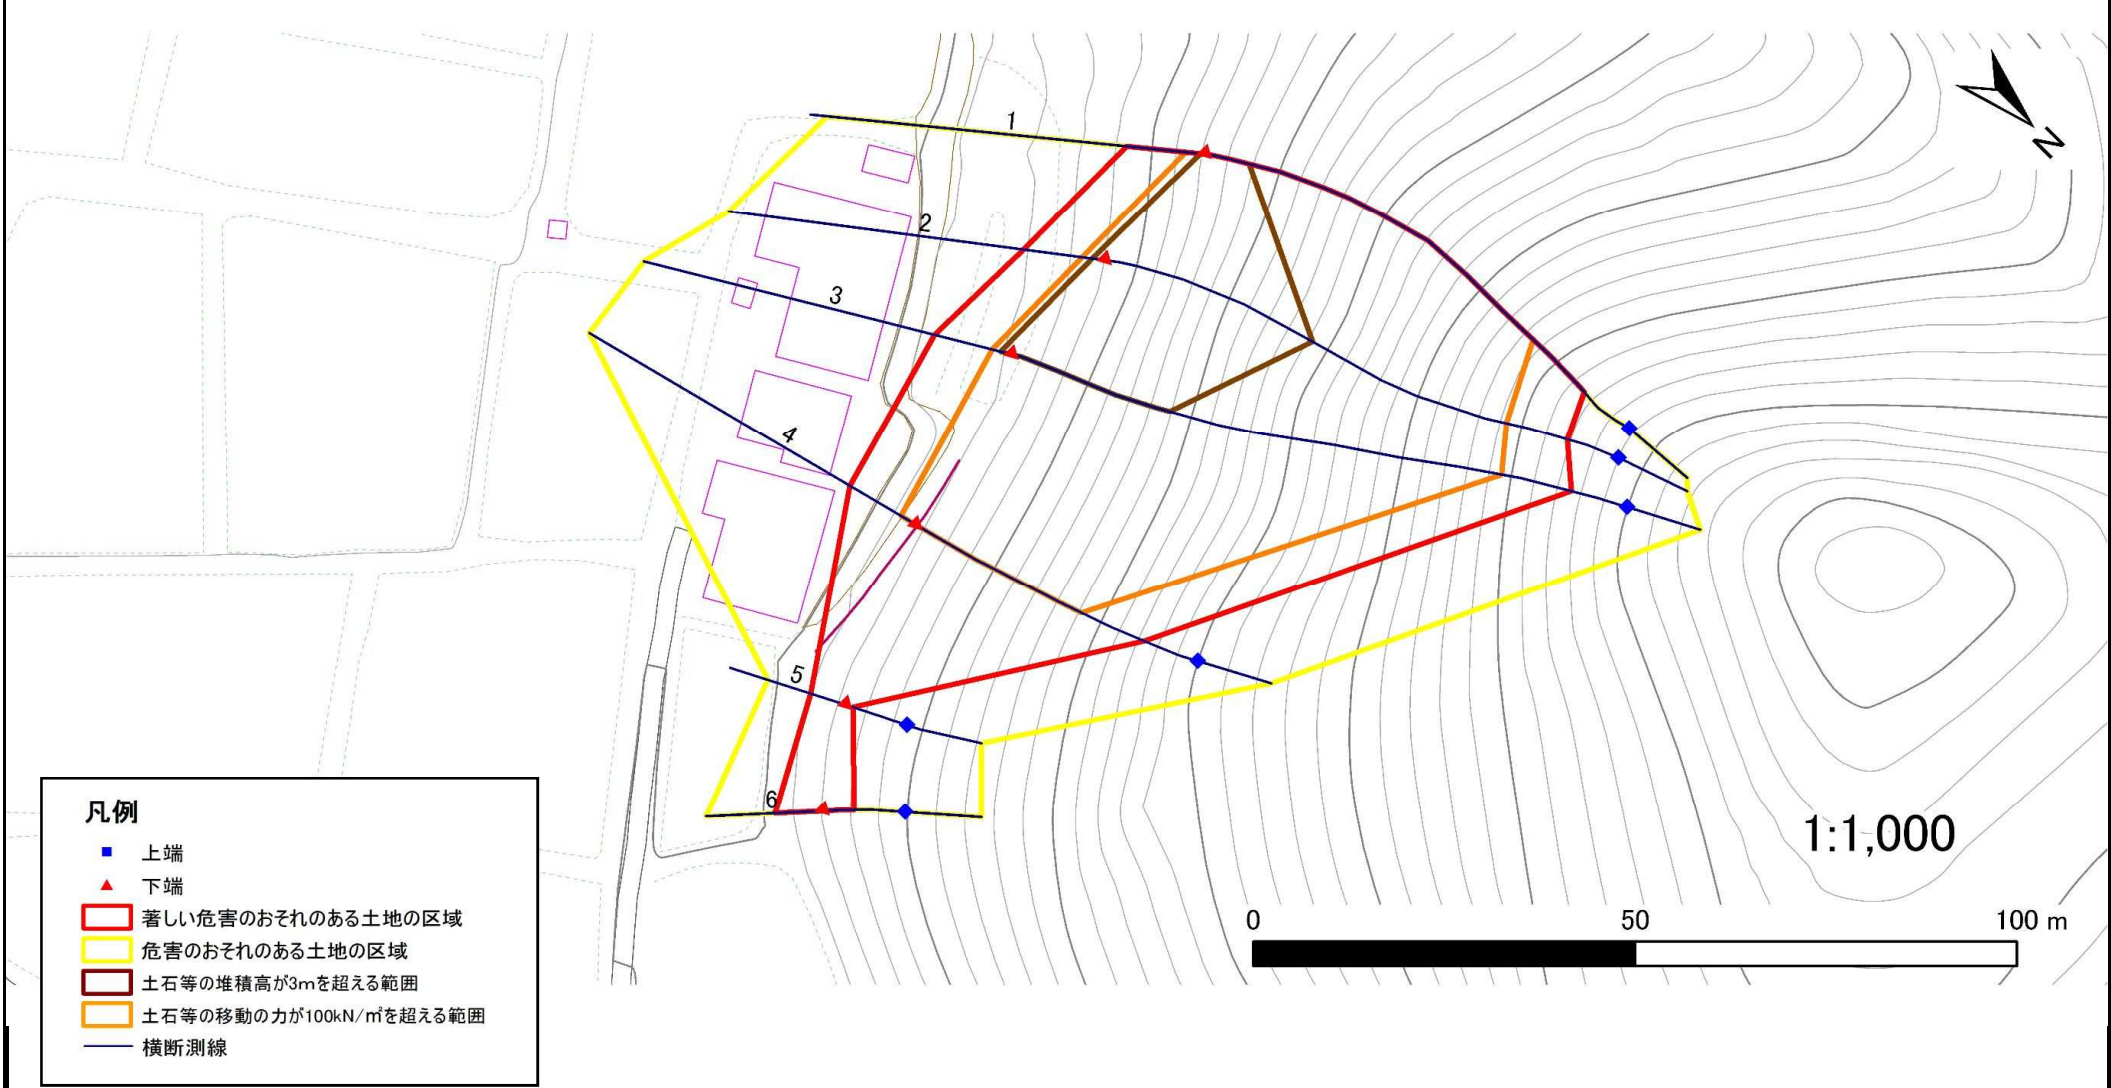 1
2
3
4
5
6
N
凡例
上端
下端
著しい危害のおそれのある土地の区域
危害のおそれのある土地の区域
土石等の堆積高が3mを超える範囲
土石等の移動の力が100kN/㎡を超える範囲
横断測線
1:1,000
0 50 100 m